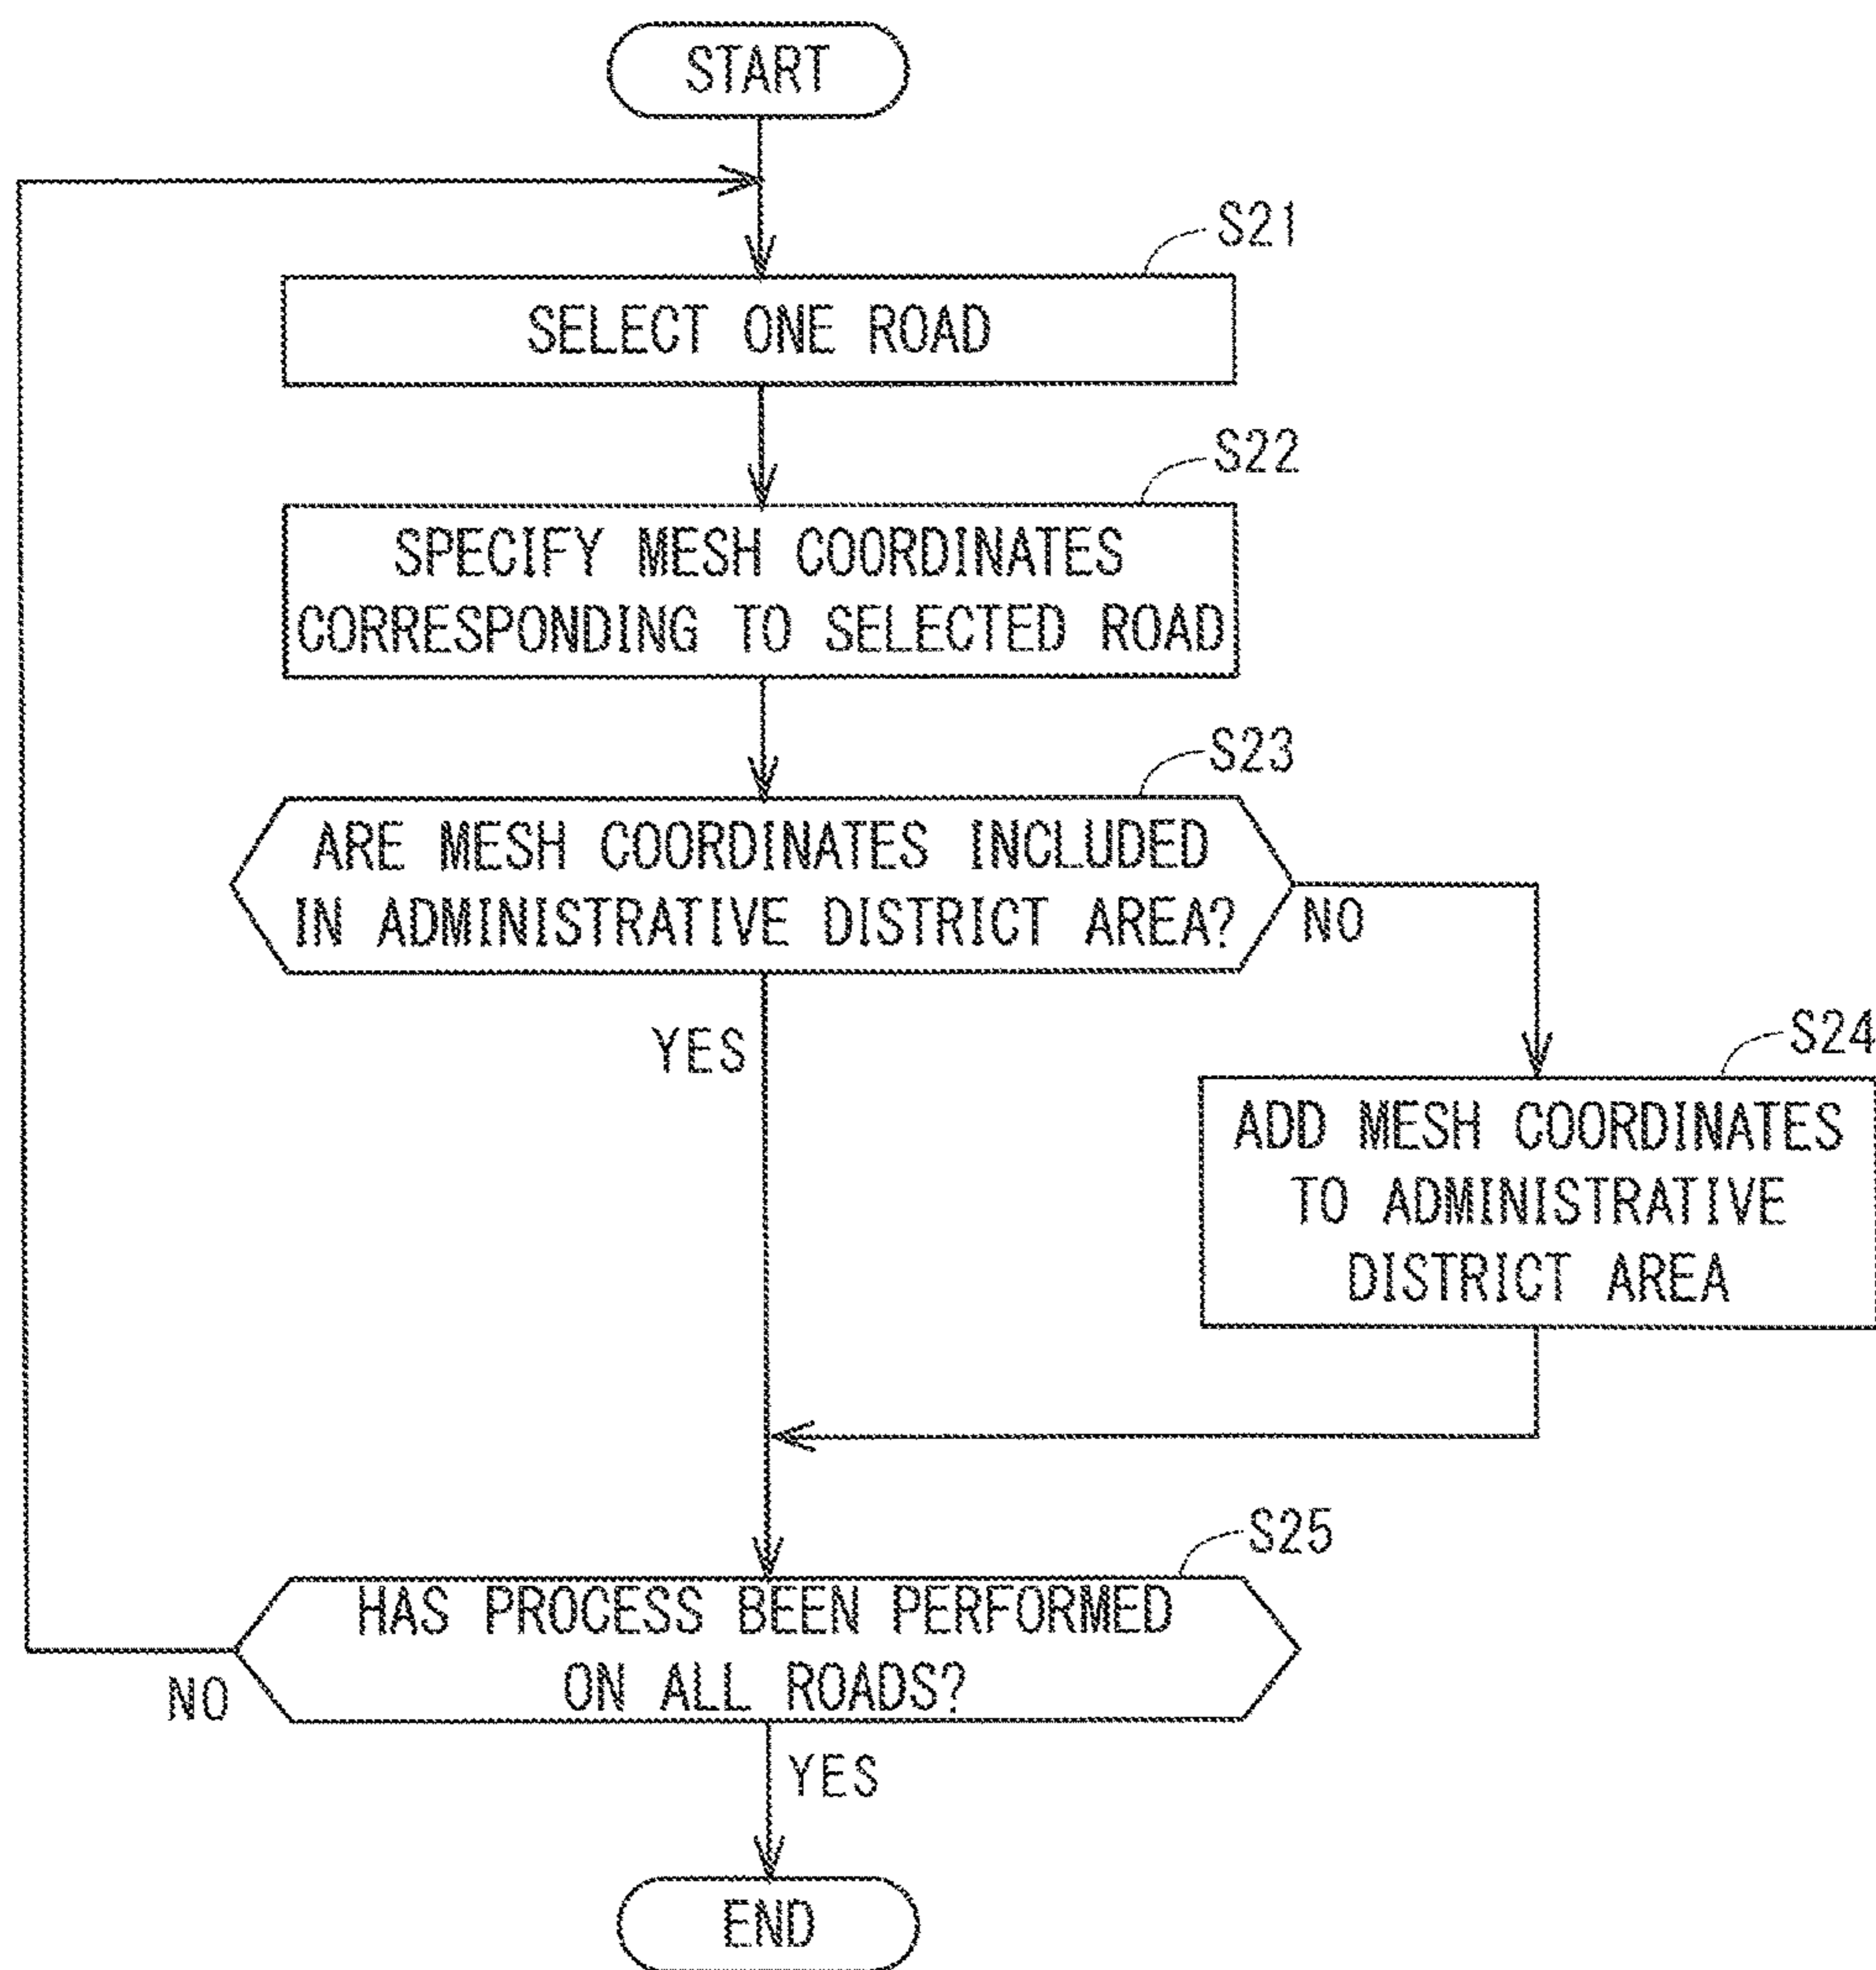 START
S21
SELECT ONE ROAD
S22
SPECIFY MESH COORDINATES
CORRESPONDING TO SELECTED ROAD
S23
ARE MESH COORDINATES INCLUDED
IN ADMINISTRATIVE DISTRICT AREA?
NO
YES
S24
ADD MESH COORDINATES
TO ADMINISTRATIVE
DISTRICT AREA
S25
HAS PROCESS BEEN PERFORMED
ON ALL ROADS?
NO
YES
END